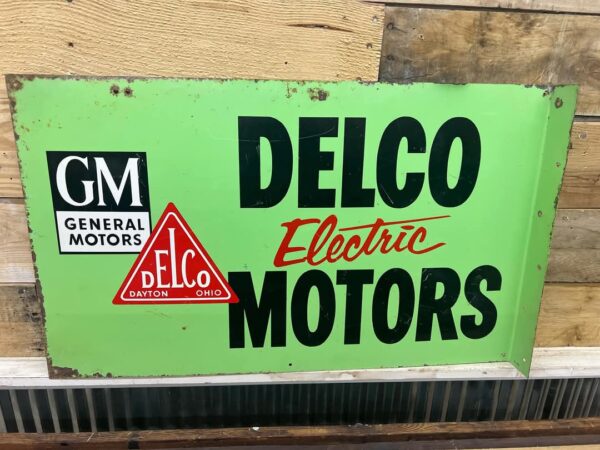 GM
GENERAL
MOTORS
DELCO
DAYTON OHIO
DELCO
Electric
MOTORS